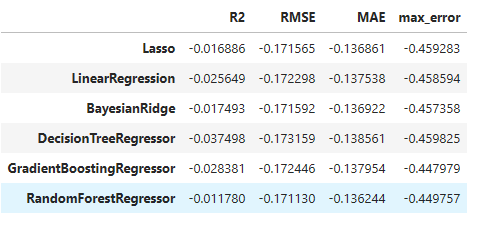 R2 RMSE MAE max_error
Lasso -0.016886 -0.171565 -0.136861 -0.459283
LinearRegression -0.025649 -0.172298 -0.137538 -0.458594
BayesianRidge -0.017493 -0.171592 -0.136922 -0.457358
DecisionTreeRegressor -0.037498 -0.173159 -0.138561 -0.459825
GradientBoostingRegressor -0.028381 -0.172446 -0.137954 -0.447979
RandomForestRegressor -0.011780 -0.171130 -0.136244 -0.449757